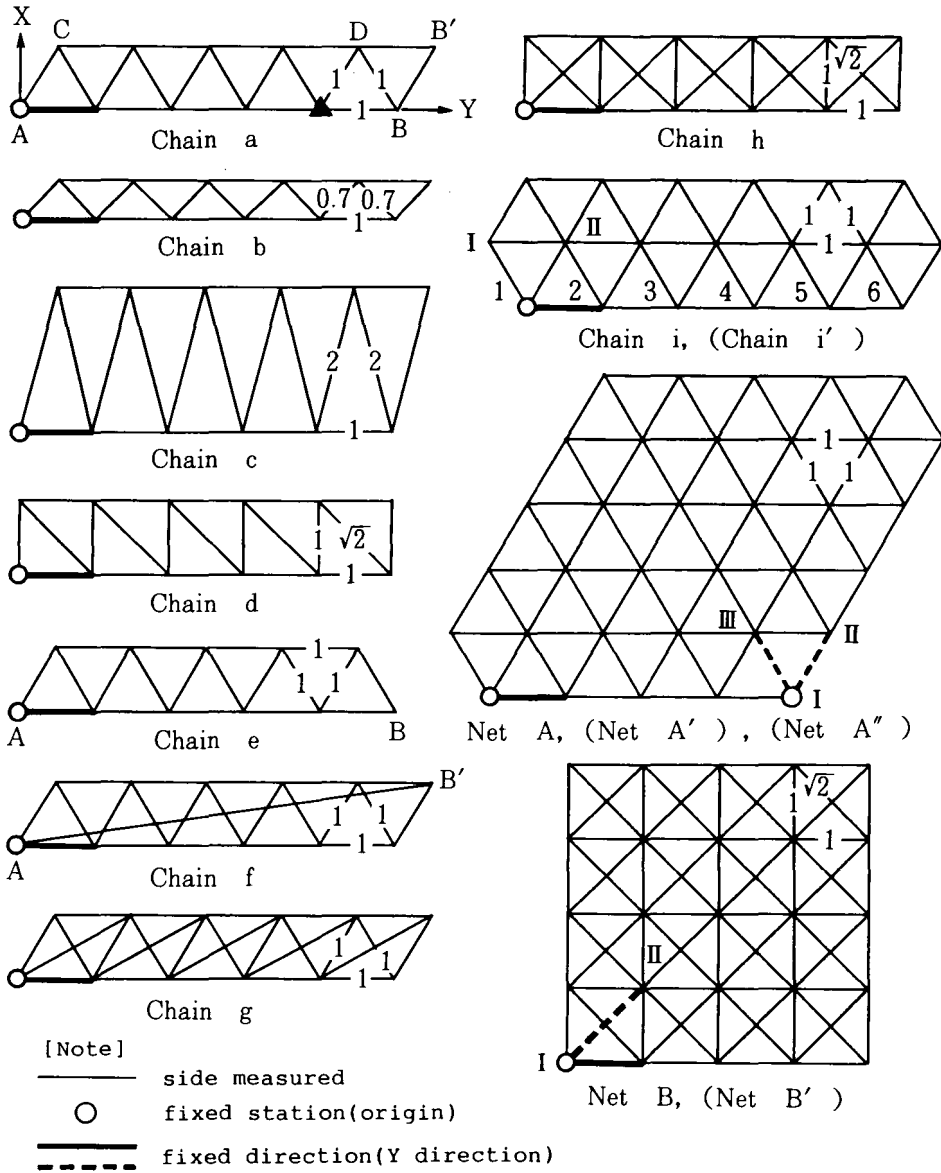 X
C
D
B′
1
1
1
A
B
Y
Chain a
0.7
0.7
1
Chain b
2
2
1
Chain c
1
√2
1
Chain d
1
1
1
A
B
Chain e
B′
1
1
1
A
Chain f
1
1
1
Chain g
[Note]
side measured
fixed station(origin)
fixed direction(Y direction)
√2
1
1
Chain h
I
II
1
1
1
1 2 3 4 5 6
Chain i, (Chain i′)
1
1
1
III
II
I
Net A, (Net A′), (Net A″)
√2
1
1
II
I
Net B, (Net B′)